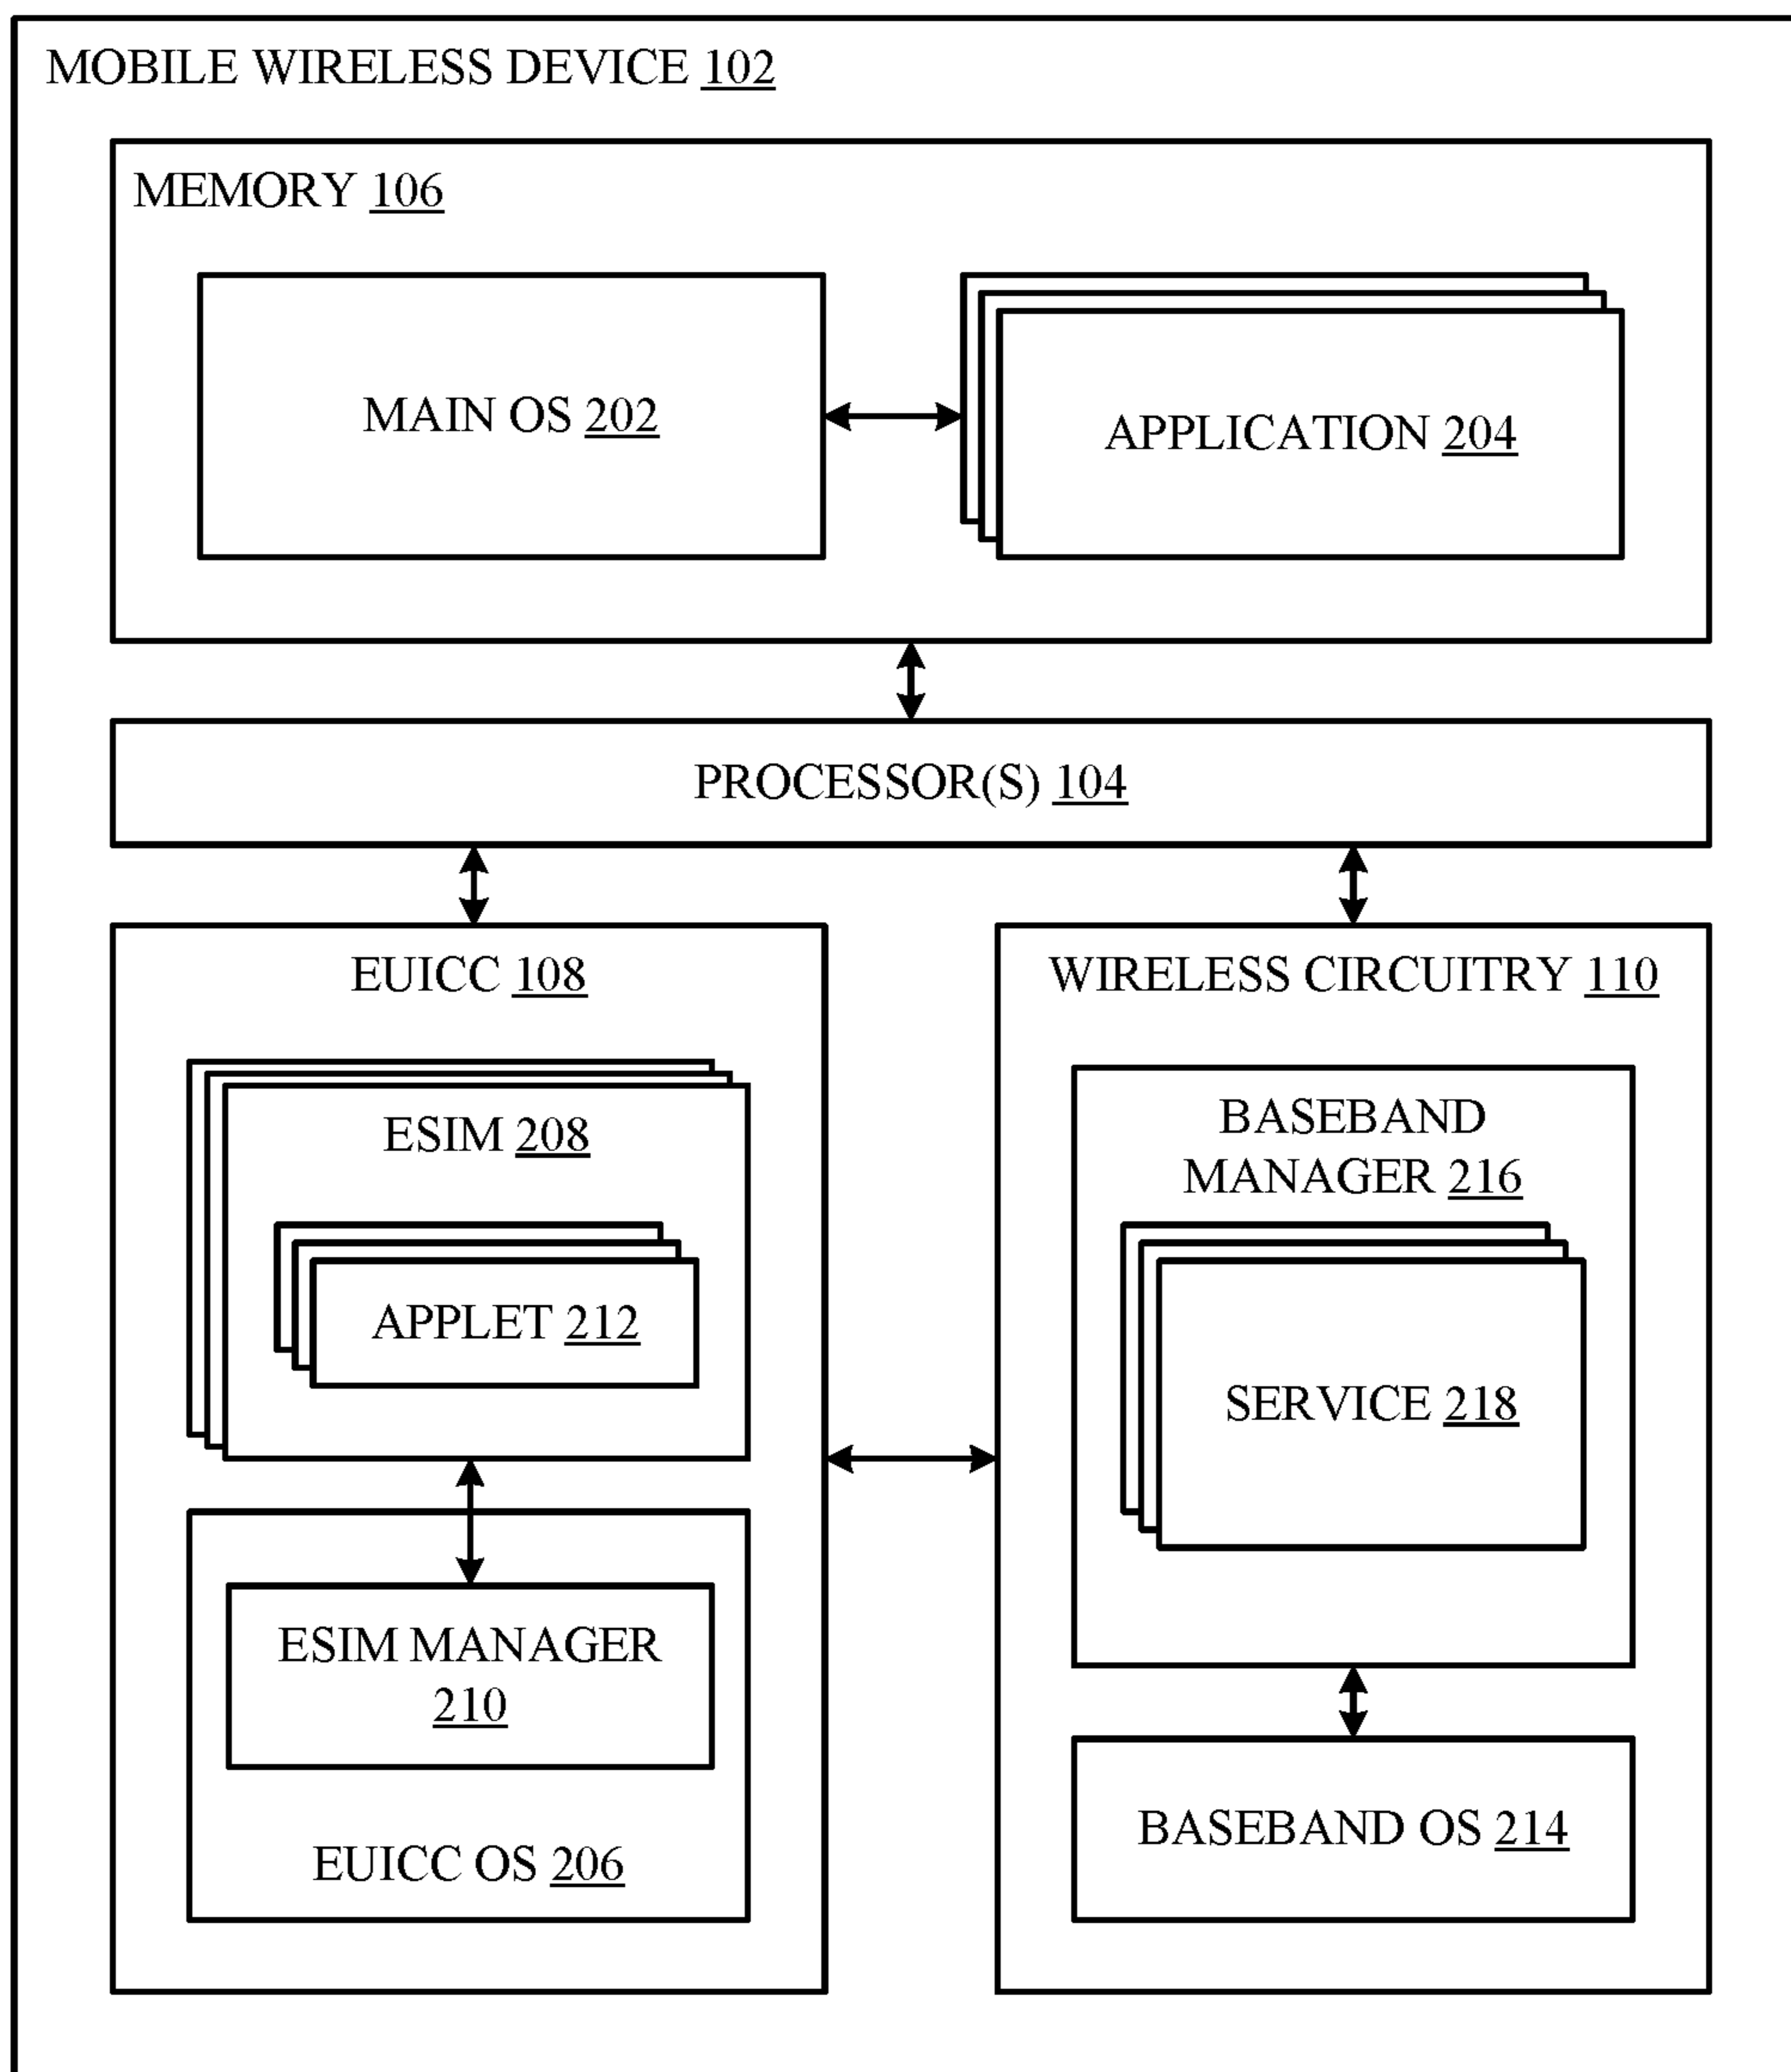 MOBILE WIRELESS DEVICE 102
MEMORY 106
MAIN OS 202
APPLICATION 204
PROCESSOR(S) 104
EUICC 108
ESIM 208
APPLET 212
ESIM MANAGER
210
EUICC OS 206
WIRELESS CIRCUITRY 110
BASEBAND
MANAGER 216
SERVICE 218
BASEBAND OS 214